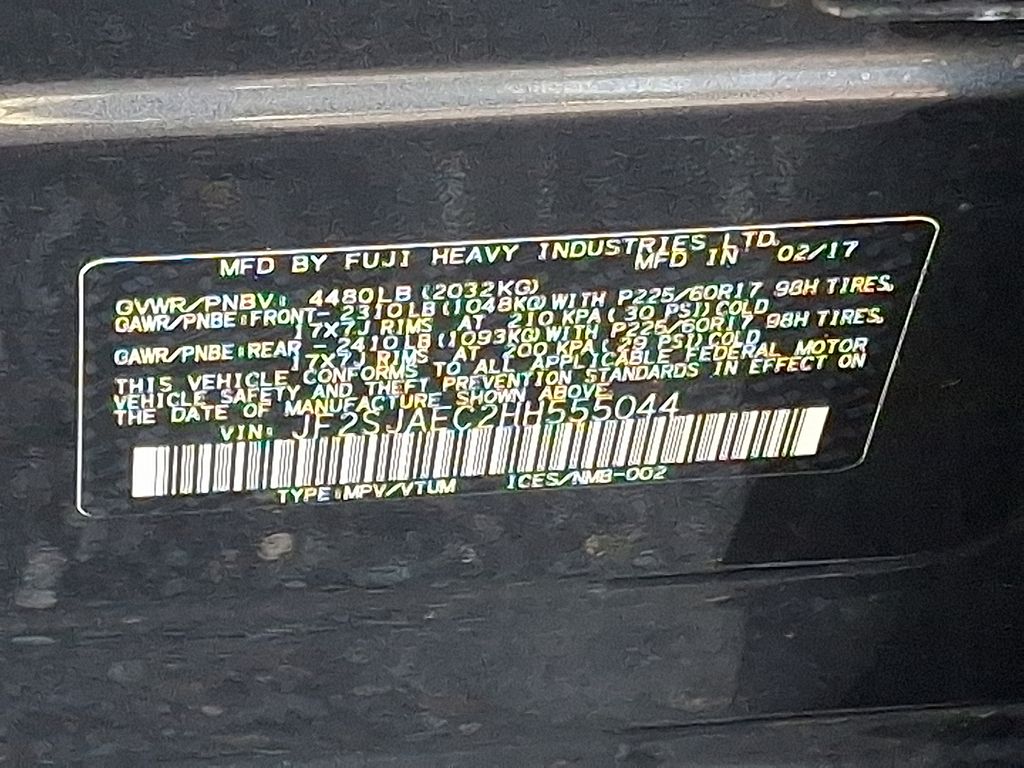 MFD BY FUJI HEAVY INDUSTRIES LTD.
MFD IN 02/17
GVWR/PNBV: 4480LB (2032KG)
GAWR/PNBE:FRONT- 2310LB(1048KG)WITH P225/60R17 98H TIRES,
17X7J RIMS AT 210 KPA( 30 PSI)COLD
GAWR/PNBE:REAR - 2410LB(1093KG)WITH P225/60R17 98H TIRES,
17X7J RIMS AT 200 KPA( 29 PSI)COLD
THIS VEHICLE CONFORMS TO ALL APPLICABLE FEDERAL MOTOR
VEHICLE SAFETY AND THEFT PREVENTION STANDARDS IN EFFECT ON
THE DATE OF MANUFACTURE SHOWN ABOVE
VIN: JF2SJAEC2HH555044
TYPE:MPV/VTUM ICES/NMB-002